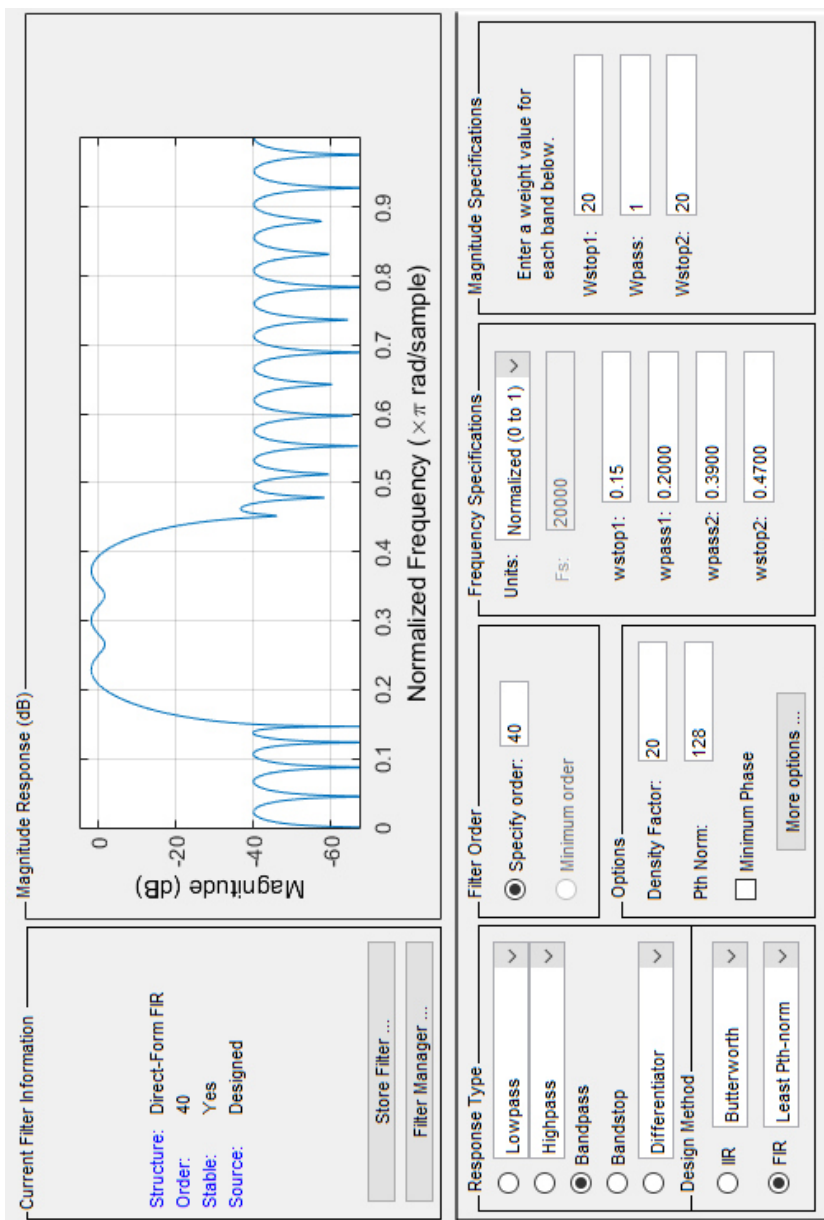 Current Filter Information
Structure: Direct-Form FIR
Order: 40
Stable: Yes
Source: Designed
Store Filter ...
Filter Manager ...
Magnitude Response (dB)
Magnitude (dB)
0
-20
-40
-60
0 0.1 0.2 0.3 0.4 0.5 0.6 0.7 0.8 0.9
Normalized Frequency (×π rad/sample)
Response Type
Lowpass
Highpass
Bandpass
Bandstop
Differentiator
Design Method
IIR Butterworth
FIR Least Pth-norm
Filter Order
Specify order: 40
Minimum order
Options
Density Factor: 20
Pth Norm: 128
Minimum Phase
More options ...
Frequency Specifications
Units: Normalized (0 to 1)
Fs: 20000
wstop1: 0.15
wpass1: 0.2000
wpass2: 0.3900
wstop2: 0.4700
Magnitude Specifications
Enter a weight value for
each band below.
Wstop1: 20
Wpass: 1
Wstop2: 20